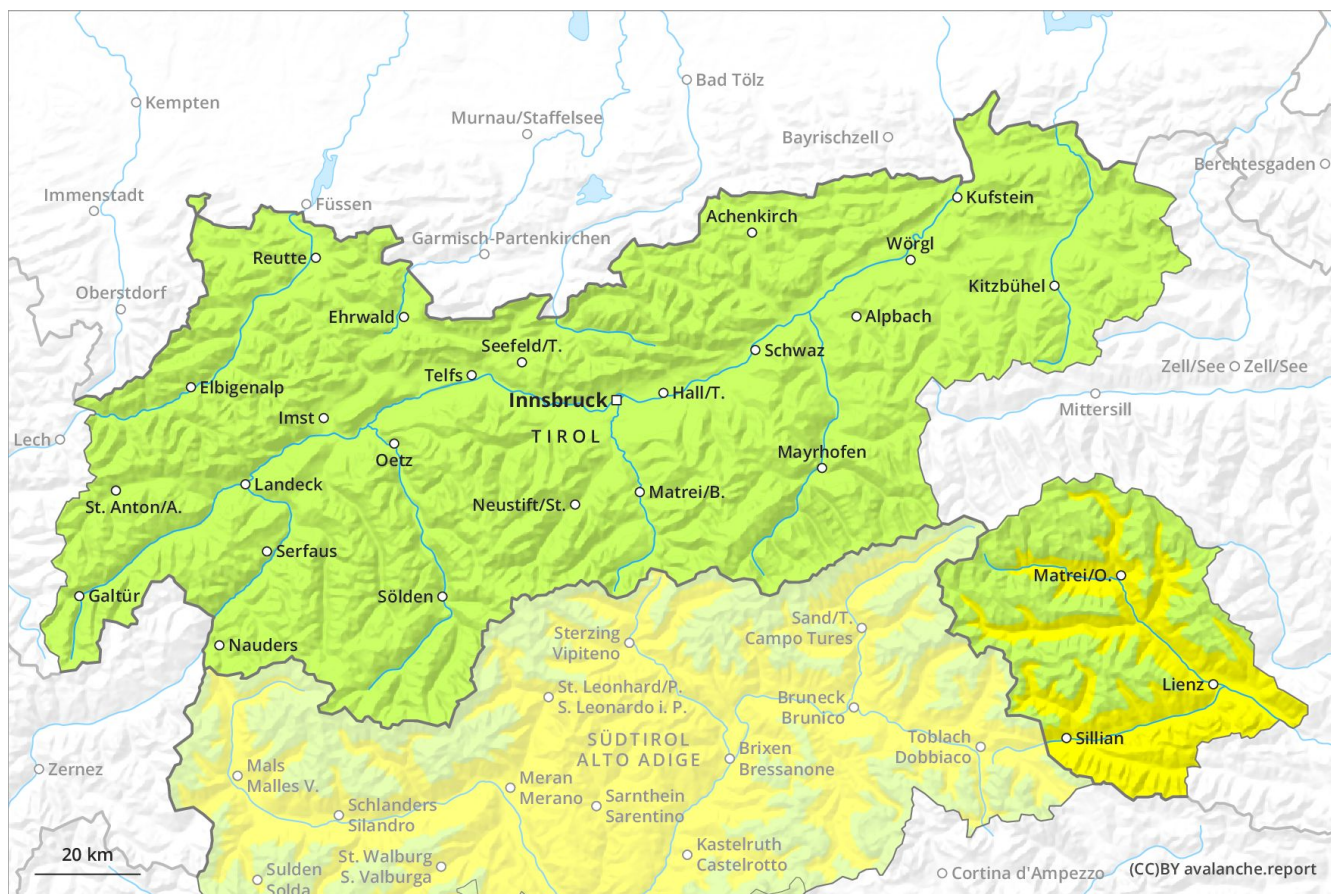 Kempten
Bad Tölz
Murnau/Staffelsee
Bayrischzell
Berchtesgaden
Immenstadt
Füssen
Kufstein
Achenkirch
Garmisch-Partenkirchen
Wörgl
Reutte
Oberstdorf
Kitzbühel
Ehrwald
Alpbach
Seefeld/T.
Schwaz
Telfs
Zell/See
Zell/See
Elbigenalp
Hall/T.
Innsbruck
Mittersill
Imst
TIROL
Lech
Oetz
Mayrhofen
Landeck
St. Anton/A.
Neustift/St.
Matrei/B.
Serfaus
Matrei/O.
Galtür
Sölden
Sand/T.
Campo Tures
Sterzing
Vipiteno
Nauders
Lienz
St. Leonhard/P.
S. Leonardo i. P.
Bruneck
Brunico
SÜDTIROL
ALTO ADIGE
Toblach
Dobbiaco
Sillian
Brixen
Bressanone
Zernez
Mals
Malles V.
Meran
Merano
Sarnthein
Sarentino
Schlanders
Silandro
Kastelruth
Castelrotto
20 km
St. Walburg
S. Valburga
Sulden
Solda
Cortina d'Ampezzo
(CC)BY avalanche.report